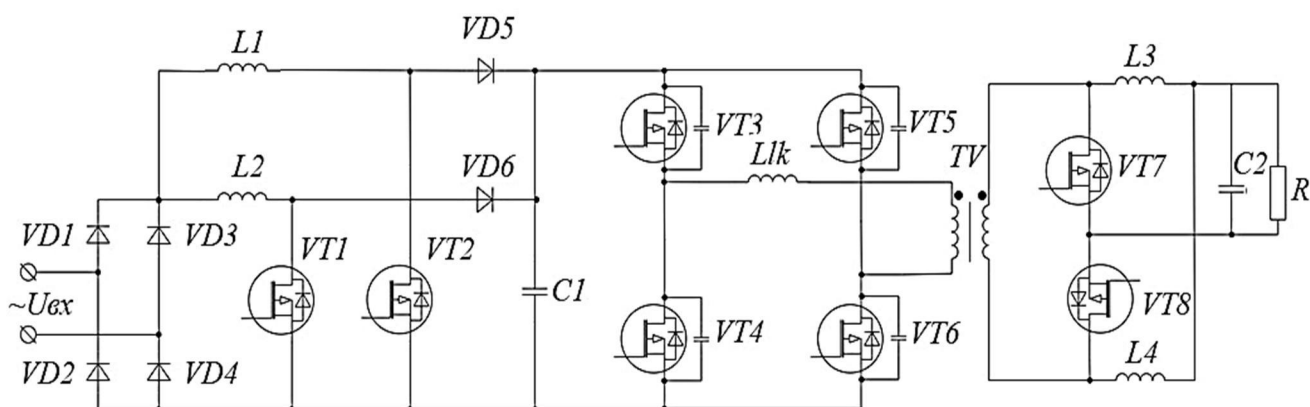 L1
VD5
L3
VT3
VT5
Llk
TV
VT7
C2
R
L2
VD6
VD1
VD3
VT1
VT2
C1
~Uвх
VT4
VT6
VT8
VD2
VD4
L4